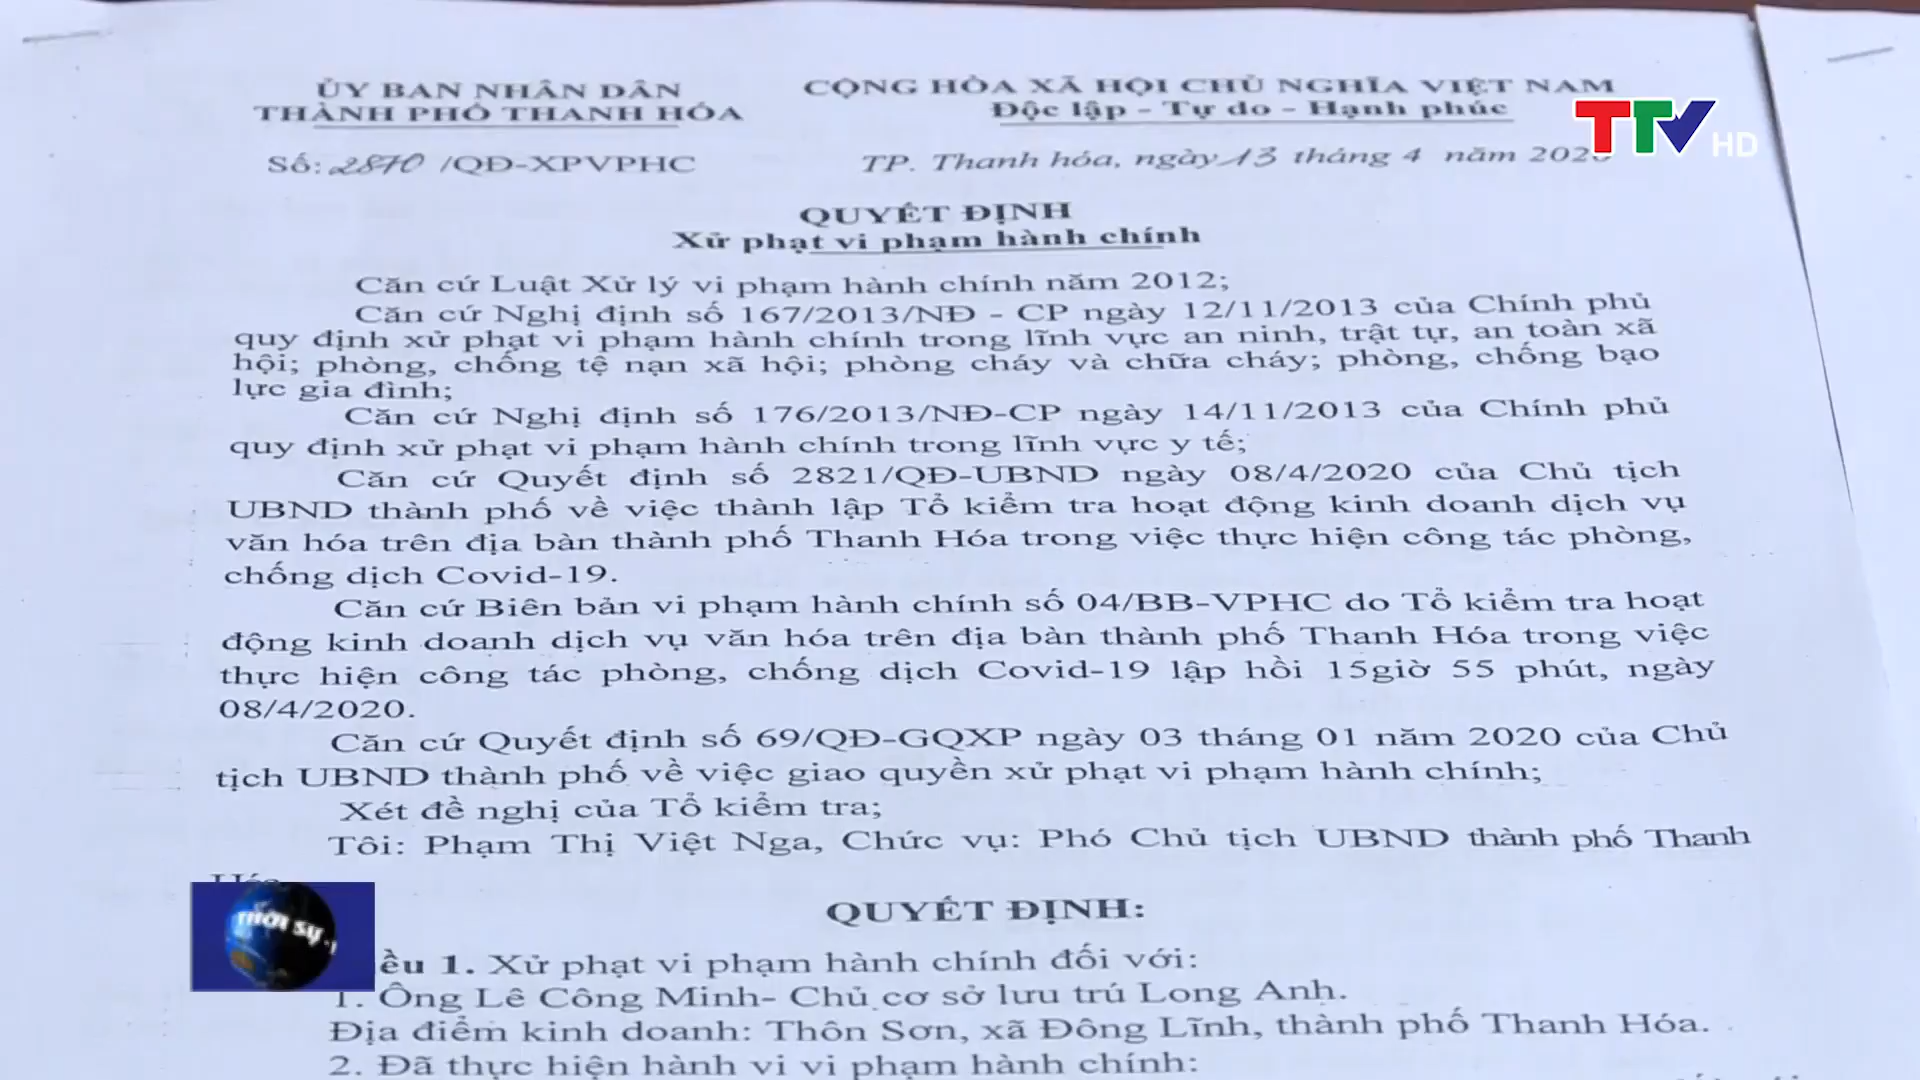 ỦY BAN NHÂN DÂN
THÀNH PHỐ THANH HÓA
CỘNG HÒA XÃ HỘI CHỦ NGHĨA VIỆT NAM
Độc lập - Tự do - Hạnh phúc
TTV HD
Số: 2870 /QĐ-XPVPHC
TP. Thanh hóa, ngày 13 tháng 4 năm 2020
QUYẾT ĐỊNH
Xử phạt vi phạm hành chính
Căn cứ Luật Xử lý vi phạm hành chính năm 2012;
Căn cứ Nghị định số 167/2013/NĐ - CP ngày 12/11/2013 của Chính phủ
quy định xử phạt vi phạm hành chính trong lĩnh vực an ninh, trật tự, an toàn xã
hội; phòng, chống tệ nạn xã hội; phòng cháy và chữa cháy; phòng, chống bạo
lực gia đình;
Căn cứ Nghị định số 176/2013/NĐ-CP ngày 14/11/2013 của Chính phủ
quy định xử phạt vi phạm hành chính trong lĩnh vực y tế;
Căn cứ Quyết định số 2821/QĐ-UBND ngày 08/4/2020 của Chủ tịch
UBND thành phố về việc thành lập Tổ kiểm tra hoạt động kinh doanh dịch vụ
văn hóa trên địa bàn thành phố Thanh Hóa trong việc thực hiện công tác phòng,
chống dịch Covid-19.
Căn cứ Biên bản vi phạm hành chính số 04/BB-VPHC do Tổ kiểm tra hoạt
động kinh doanh dịch vụ văn hóa trên địa bàn thành phố Thanh Hóa trong việc
thực hiện công tác phòng, chống dịch Covid-19 lập hồi 15giờ 55 phút, ngày
08/4/2020.
Căn cứ Quyết định số 69/QĐ-GQXP ngày 03 tháng 01 năm 2020 của Chủ
tịch UBND thành phố về việc giao quyền xử phạt vi phạm hành chính;
Xét đề nghị của Tổ kiểm tra;
Tôi: Phạm Thị Việt Nga, Chức vụ: Phó Chủ tịch UBND thành phố Thanh
QUYẾT ĐỊNH:
THỜI SỰ
ều 1. Xử phạt vi phạm hành chính đối với:
1. Ông Lê Công Minh- Chủ cơ sở lưu trú Long Anh.
Địa điểm kinh doanh: Thôn Sơn, xã Đông Lĩnh, thành phố Thanh Hóa.
2. Đã thực hiện hành vi vi phạm hành chính: